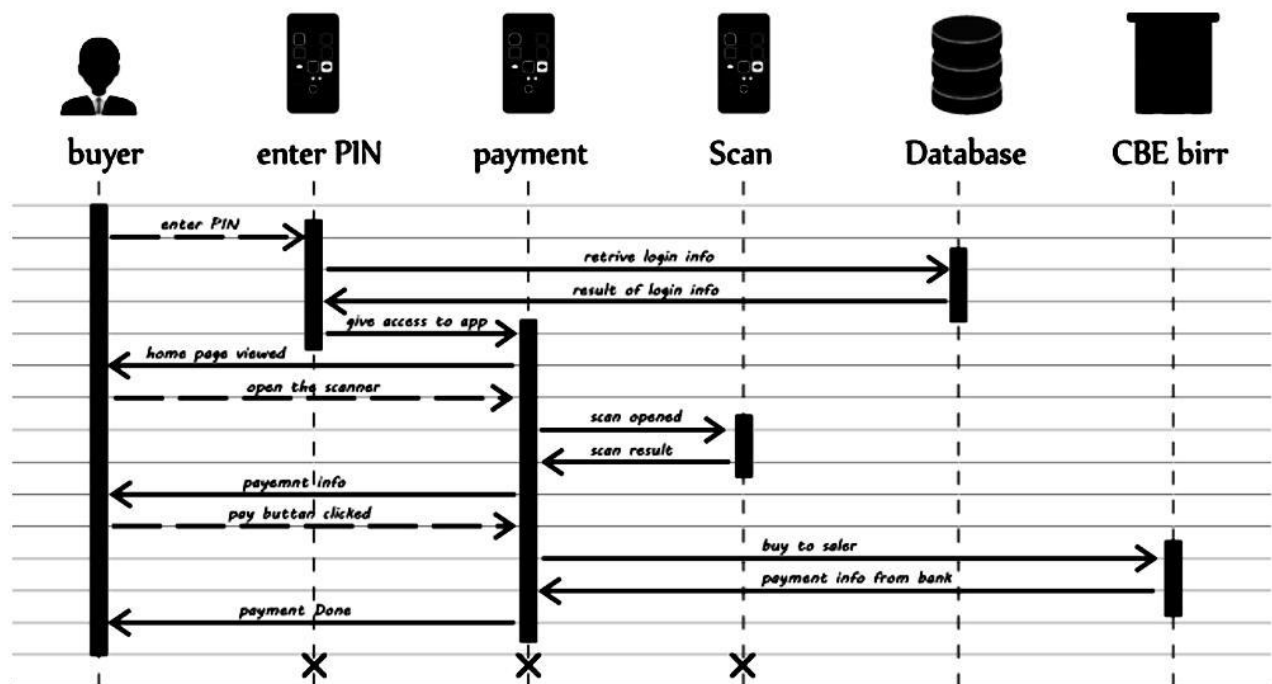 buyer
enter PIN
payment
Scan
Database
CBE birr
enter PIN
retrive login info
result of login info
give access to app
home page viewed
open the scanner
scan opened
scan result
payemnt info
pay buttan clicked
buy to saler
payment info from bank
payment Done